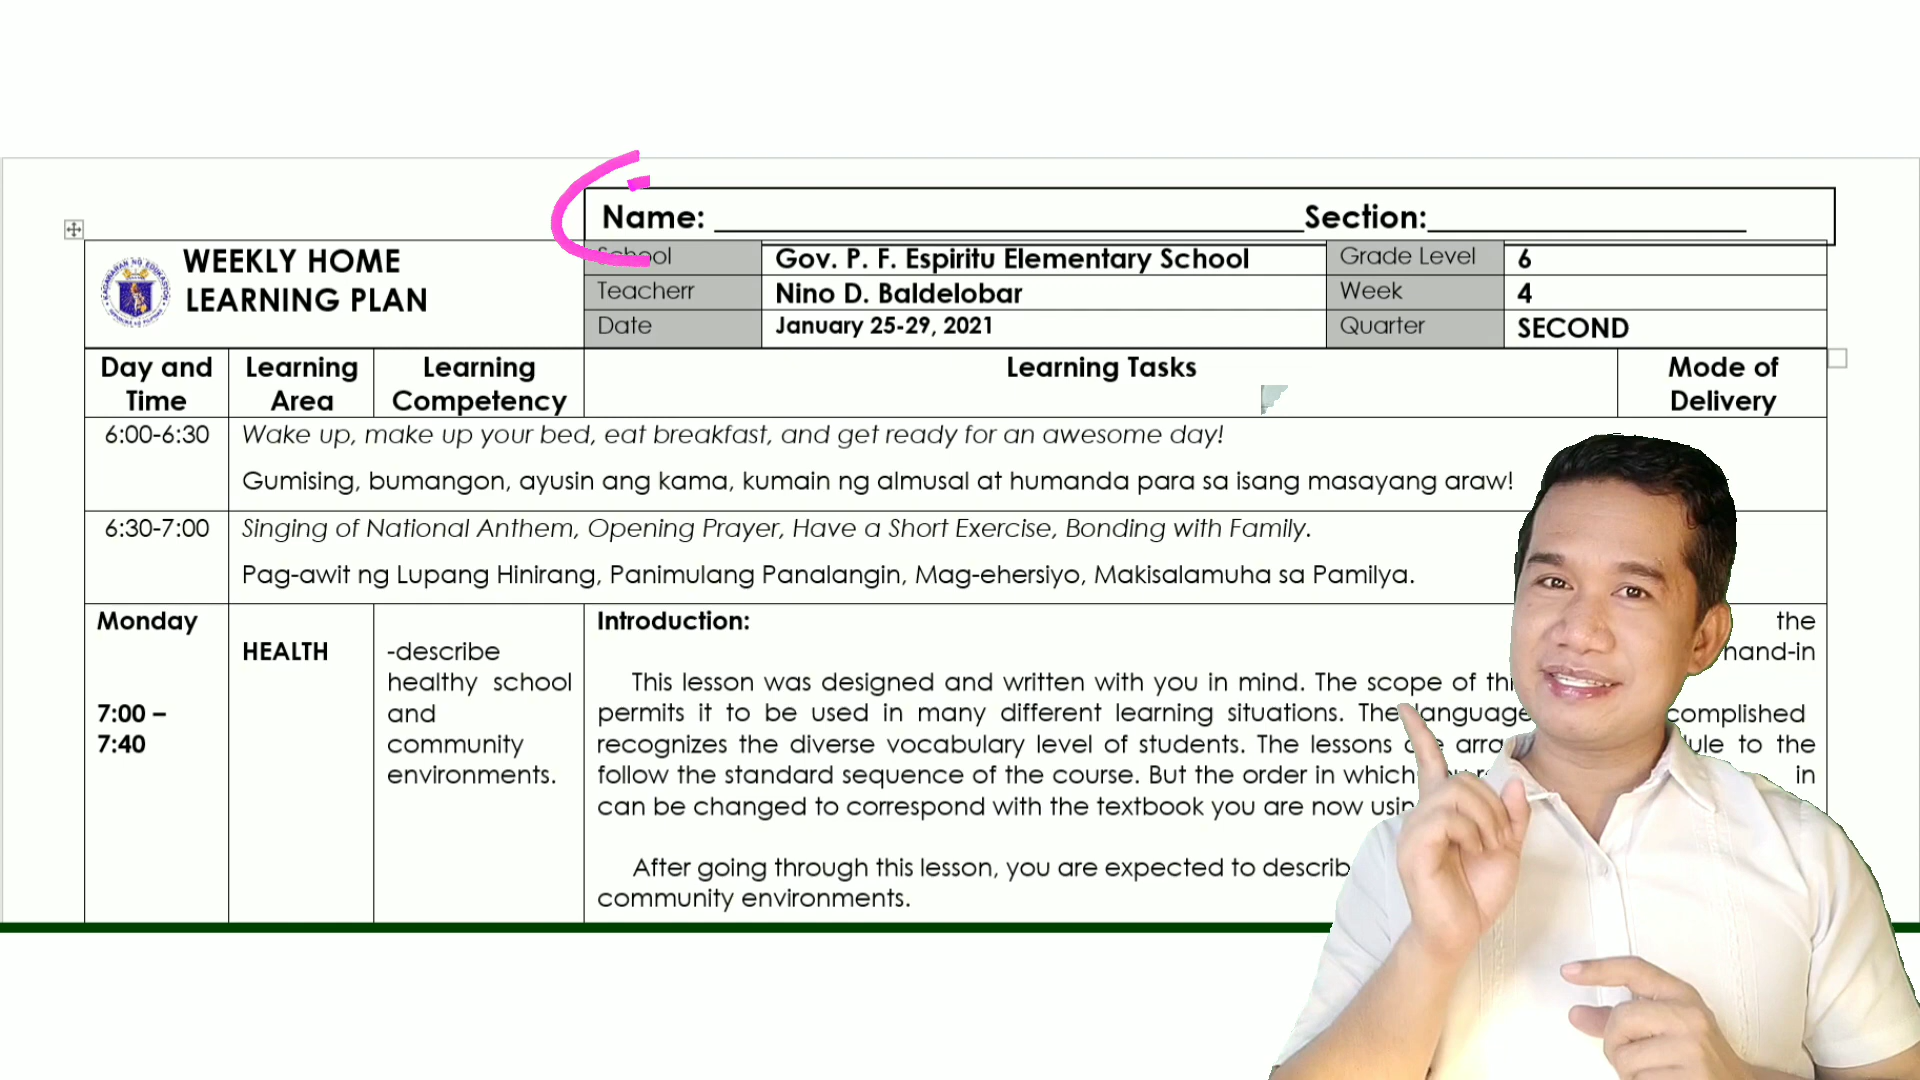 Name: Section:
WEEKLY HOME
LEARNING PLAN
School Gov. P. F. Espiritu Elementary School Grade Level 6
Teacherr Nino D. Baldelobar Week 4
Date January 25-29, 2021 Quarter SECOND
Day and Time Learning Area Learning Competency Learning Tasks Mode of Delivery
6:00-6:30 Wake up, make up your bed, eat breakfast, and get ready for an awesome day!
Gumising, bumangon, ayusin ang kama, kumain ng almusal at humanda para sa isang masayang araw!
6:30-7:00 Singing of National Anthem, Opening Prayer, Have a Short Exercise, Bonding with Family.
Pag-awit ng Lupang Hinirang, Panimulang Panalangin, Mag-ehersiyo, Makisalamuha sa Pamilya.
Monday
7:00 –
7:40
HEALTH
-describe
healthy school
and
community
environments.
Introduction:
This lesson was designed and written with you in mind. The scope of
permits it to be used in many different learning situations. The language
recognizes the diverse vocabulary level of students. The lessons
follow the standard sequence of the course. But the order in which
can be changed to correspond with the textbook you are now
After going through this lesson, you are expected to
community environments.
the
hand-in
to the
in